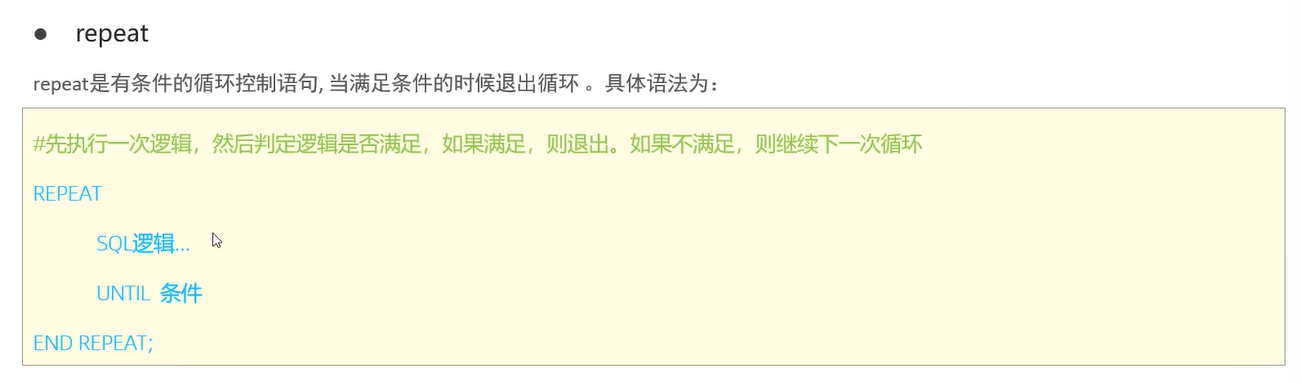 ● repeat
repeat是有条件的循环控制语句, 当满足条件的时候退出循环 。具体语法为：
#先执行一次逻辑，然后判定逻辑是否满足，如果满足，则退出。如果不满足，则继续下一次循环
REPEAT
SQL逻辑...
UNTIL 条件
END REPEAT;